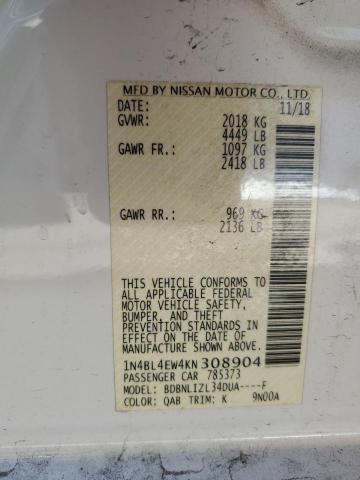 MFD BY NISSAN MOTOR CO., LTD.
DATE: 11/18
GVWR: 2018 KG
4449 LB
GAWR FR.: 1097 KG
2418 LB
GAWR RR.: 969 KG
2136 LB
THIS VEHICLE CONFORMS TO
ALL APPLICABLE FEDERAL
MOTOR VEHICLE SAFETY,
BUMPER, AND THEFT
PREVENTION STANDARDS
IN EFFECT ON THE DATE OF
MANUFACTURE SHOWN ABOVE.
1N4BL4EW4KN308904
PASSENGER CAR 785373
MODEL: BDBNLIZL34DUA----F
COLOR: QAB TRIM: K 9N00A